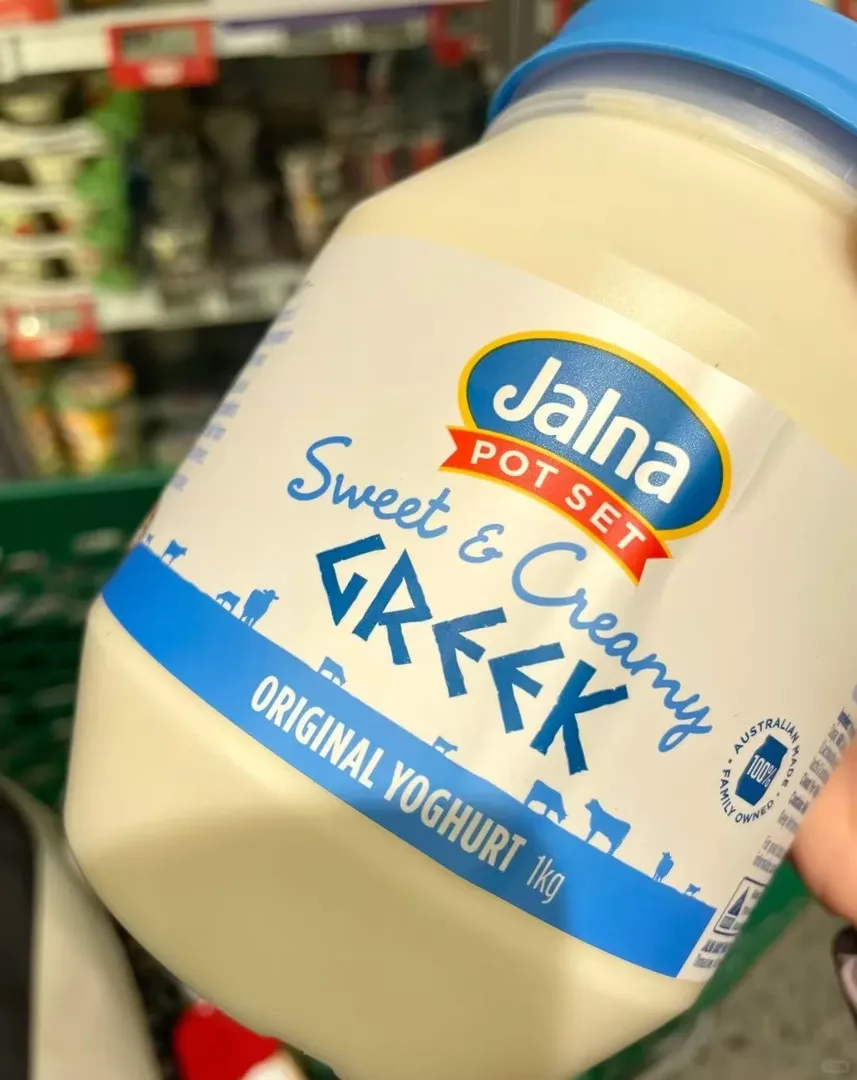 Jalna
POT SET
Sweet & Creamy
GREEK
ORIGINAL YOGHURT 1kg
AUSTRALIAN MADE
100%
FAMILY OWNED